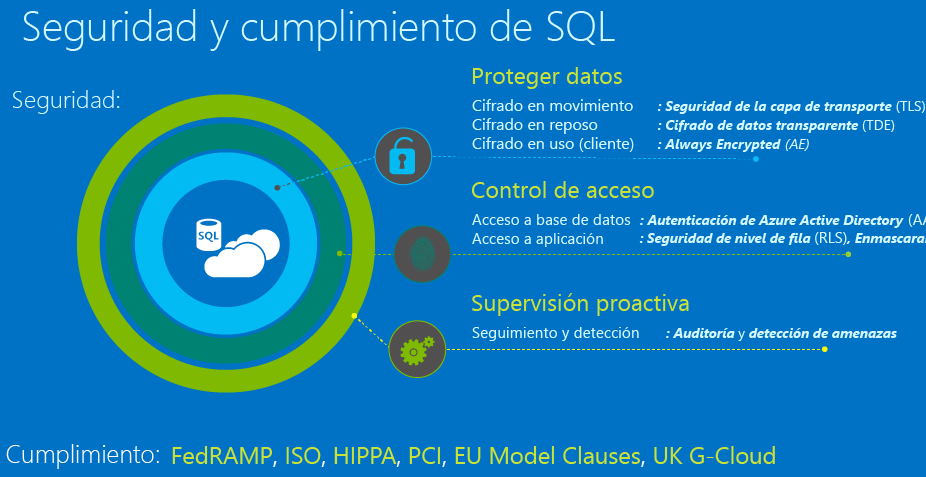 Seguridad y cumplimiento de SQL
Seguridad:
Proteger datos
Cifrado en movimiento : Seguridad de la capa de transporte (TLS)
Cifrado en reposo : Cifrado de datos transparente (TDE)
Cifrado en uso (cliente) : Always Encrypted (AE)
SQL
Control de acceso
Acceso a base de datos : Autenticación de Azure Active Directory (AA
Acceso a aplicación : Seguridad de nivel de fila (RLS), Enmascara
Supervisión proactiva
Seguimiento y detección : Auditoría y detección de amenazas
Cumplimiento: FedRAMP, ISO, HIPPA, PCI, EU Model Clauses, UK G-Cloud